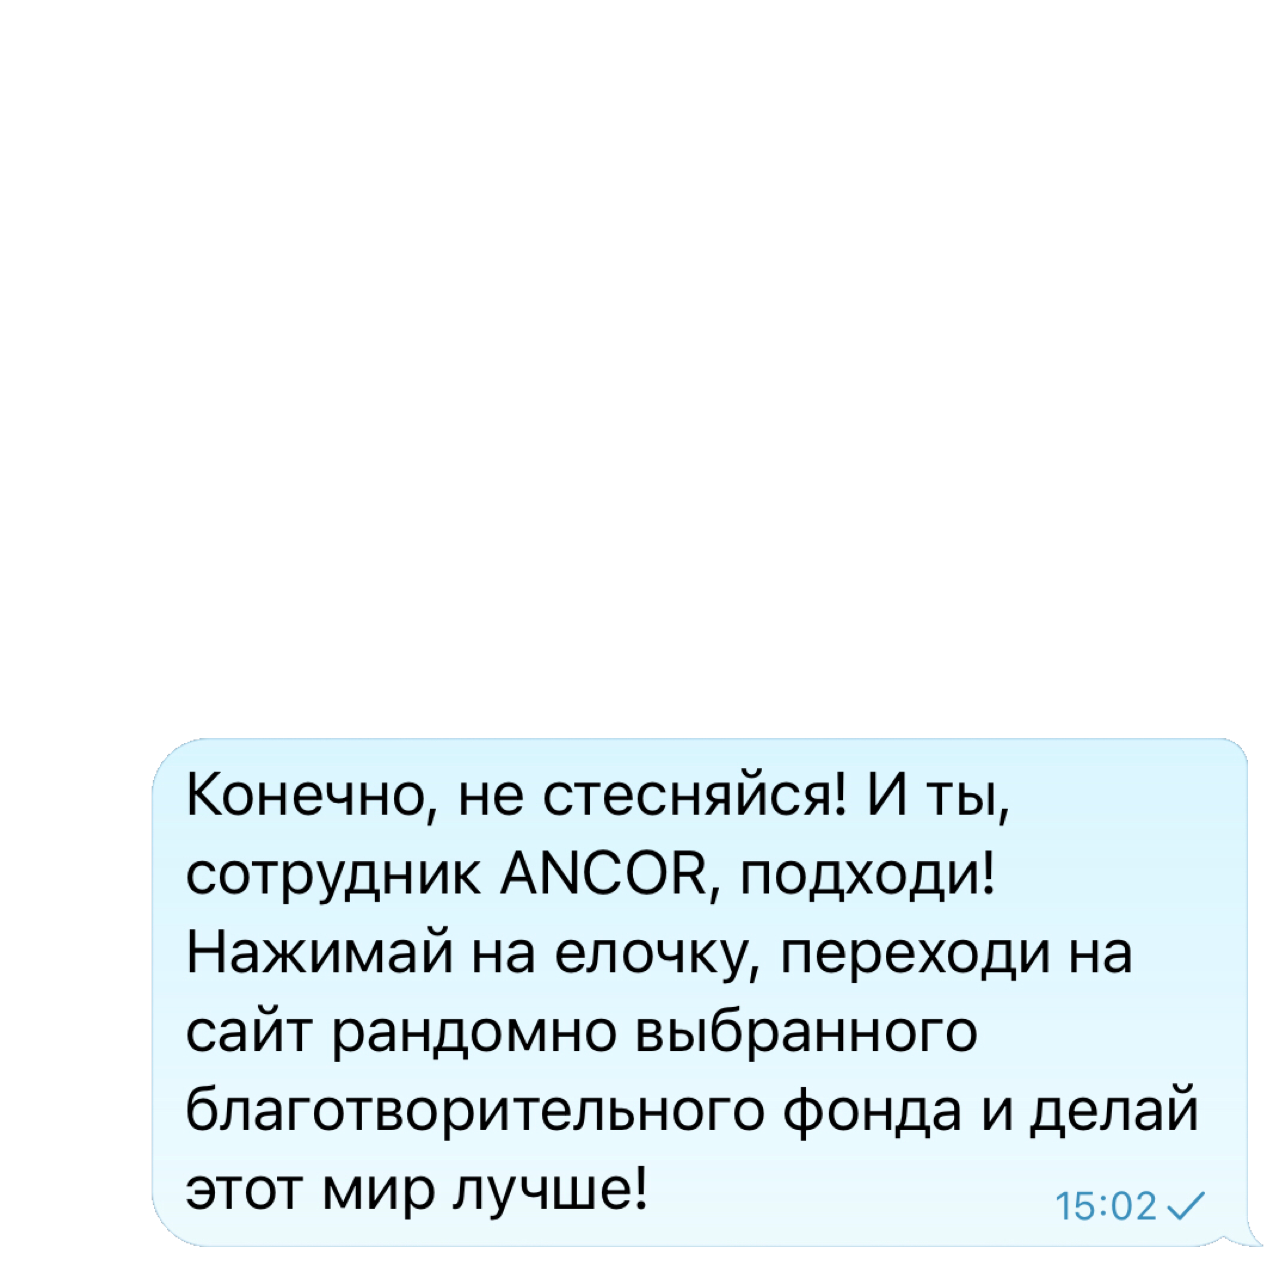 Конечно, не стесняйся! И ты,
сотрудник ANCOR, подходи!
Нажимай на елочку, переходи на
сайт рандомно выбранного
благотворительного фонда и делай
этот мир лучше!
15:02